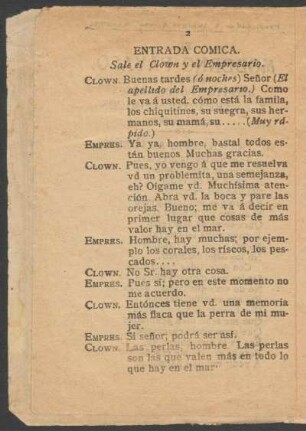 2
ENTRADA COMICA.
Sale el Clown y el Empresario.
CLOWN. Buenas tardes (ó noches) Señor (El
apellido del Empresario.) Como
le va á usted. cómo está la famila,
los chiquitines, su suegra, sus her-
manos, su mamá, su..... (Muy rá-
pido.)
EMPRES. Ya, ya, hombre, basta! todos es-
tán buenos. Muchas gracias.
CLOWN. Pues, yo vengo á que me resuelva
vd. un problemita, una semejanza,
eh? Oigame vd. Muchísima aten-
ción. Abra vd. la boca y pare las
orejas. Bueno; me va á decir en
primer lugar que cosas de más
valor hay en el mar.
EMPRES. Hombre, hay muchas; por ejem-
plo los corales, los riscos, los pes-
cados....
CLOWN. No Sr. hay otra cosa.
EMPRES. Pues sí; pero en este momento no
me acuerdo.
CLOWN. Entónces tiene vd. una memoria
más flaca que la perra de mi mu-
jer.
EMPRES. Si señor, podrá ser así.
CLOWN. Las perlas, hombre Las perlas
son las que valen más en todo lo
que hay en el mar.